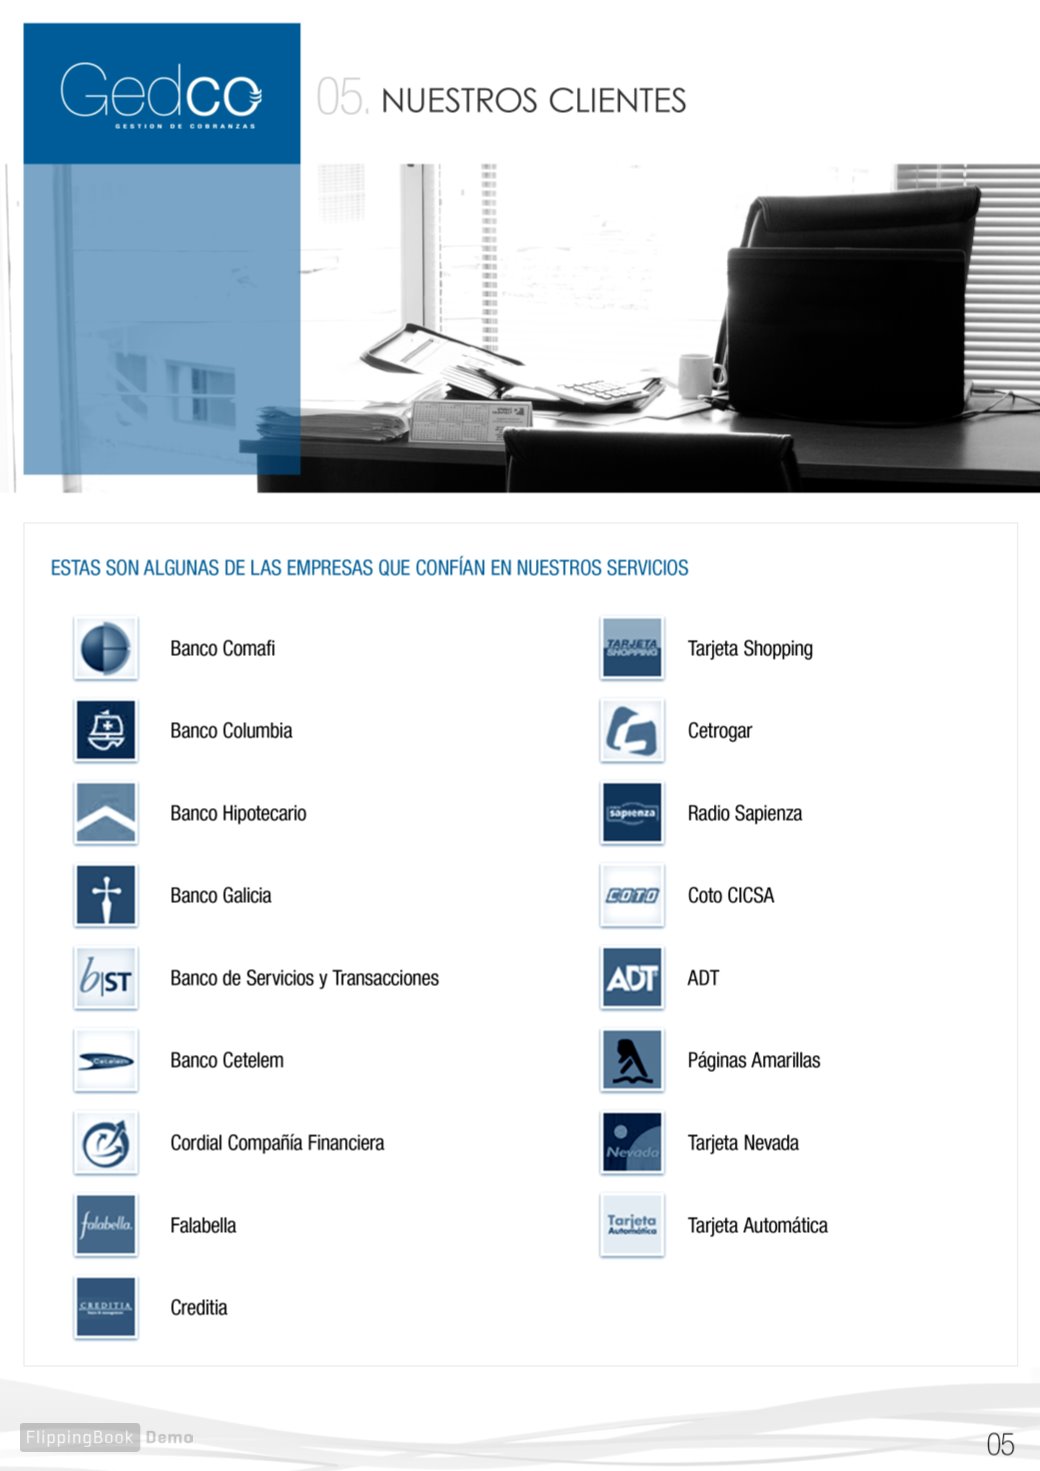 Gedco
GESTION DE COBRANZAS
05. NUESTROS CLIENTES
ESTAS SON ALGUNAS DE LAS EMPRESAS QUE CONFÍAN EN NUESTROS SERVICIOS
Banco Comafi
Banco Columbia
Banco Hipotecario
Banco Galicia
b|ST
Banco de Servicios y Transacciones
Cetelem
Banco Cetelem
Cordial Compañía Financiera
falabella.
Falabella
CREDITIA
Creditia
TARJETA
SHOPPING
Tarjeta Shopping
Cetrogar
sapienza
Radio Sapienza
COTO
Coto CICSA
ADT
ADT
Páginas Amarillas
Nevada
Tarjeta Nevada
Tarjeta
Automática
Tarjeta Automática
FlippingBook Demo
05